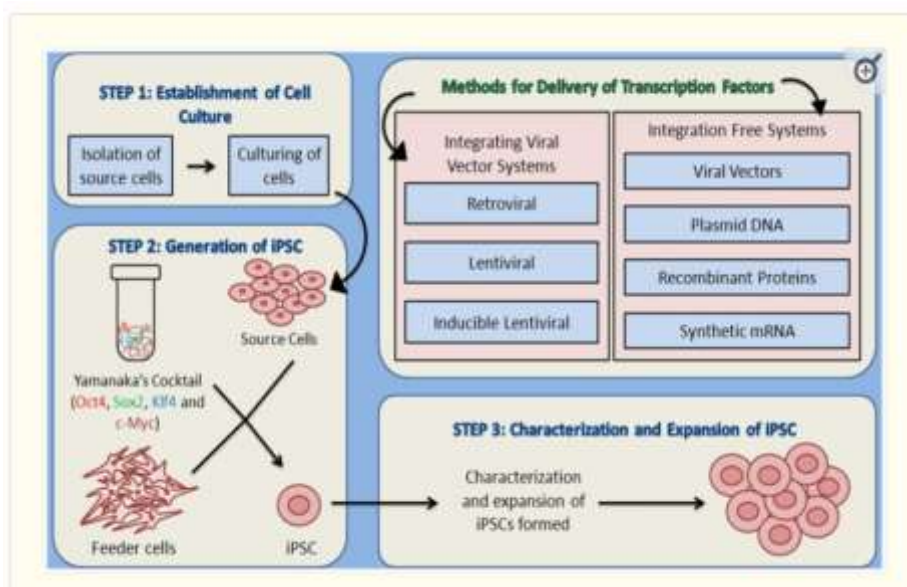 STEP 1: Establishment of Cell
Culture
Isolation of
source cells
Culturing of
cells
STEP 2: Generation of iPSC
Source Cells
Yamanaka's Cocktail
(Oct4, Sox2, Klf4 and
c-Myc)
Feeder cells
iPSC
Methods for Delivery of Transcription Factors
Integrating Viral
Vector Systems
Retroviral
Lentiviral
Inducible Lentiviral
Integration Free Systems
Viral Vectors
Plasmid DNA
Recombinant Proteins
Synthetic mRNA
STEP 3: Characterization and Expansion of iPSC
Characterization
and expansion of
iPSCs formed